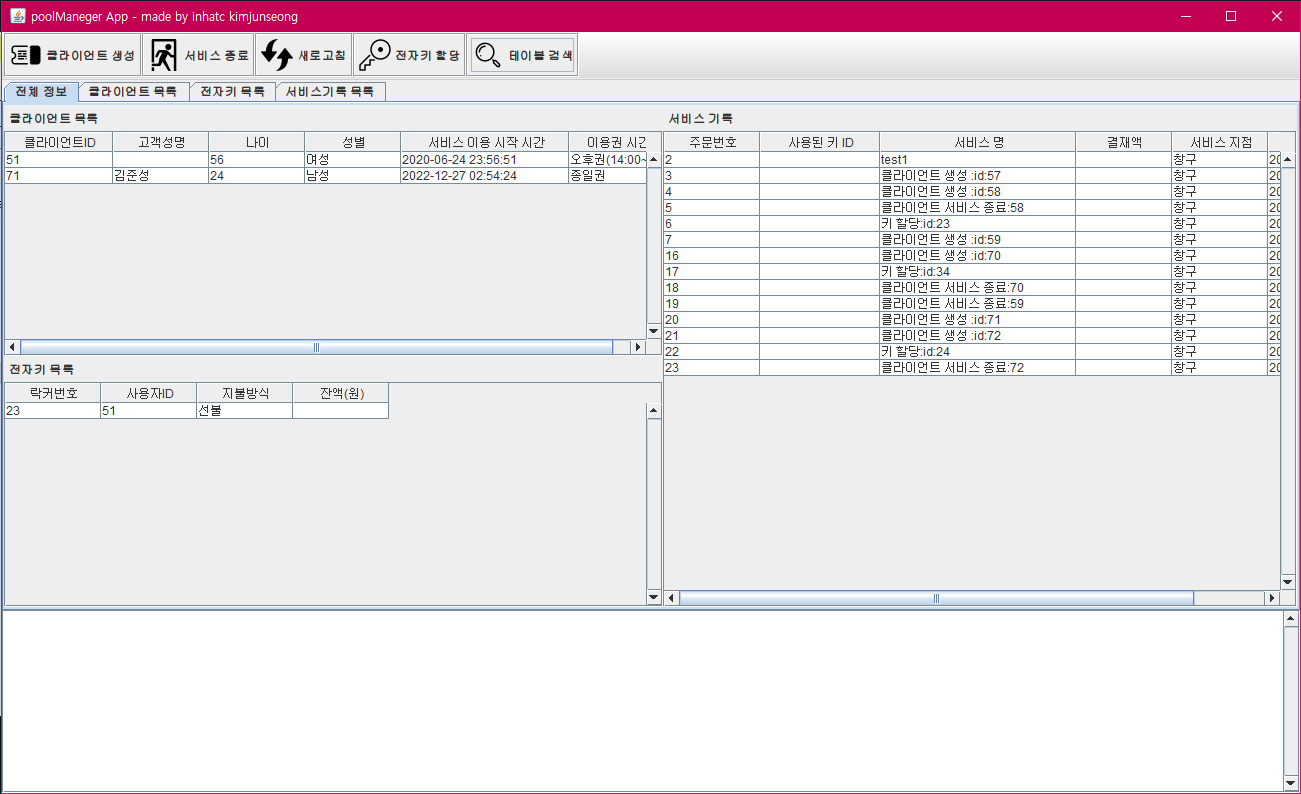 poolManeger App - made by inhatc kimjunseong
클라이언트 생성 서비스 종료 새로고침 전자키 할당 테이블 검색
전체 정보 클라이언트 목록 전자키 목록 서비스기록 목록
클라이언트 목록
클라이언트ID 고객성명 나이 성별 서비스 이용 시작 시간 이용권 시간
51 56 여성 2020-06-24 23:56:51 오후권(14:00~
71 김준성 24 남성 2022-12-27 02:54:24 종일권
전자키 목록
락커번호 사용자ID 지불방식 잔액(원)
23 51 선불
서비스 기록
주문번호 사용된 키 ID 서비스 명 결재액 서비스 지점
2 test1 창구 20
3 클라이언트 생성 :id:57 창구 20
4 클라이언트 생성 :id:58 창구 20
5 클라이언트 서비스 종료:58 창구 20
6 키 할당:id:23 창구 20
7 클라이언트 생성 :id:59 창구 20
16 클라이언트 생성 :id:70 창구 20
17 키 할당:id:34 창구 20
18 클라이언트 서비스 종료:70 창구 20
19 클라이언트 서비스 종료:59 창구 20
20 클라이언트 생성 :id:71 창구 20
21 클라이언트 생성 :id:72 창구 20
22 키 할당:id:24 창구 20
23 클라이언트 서비스 종료:72 창구 20